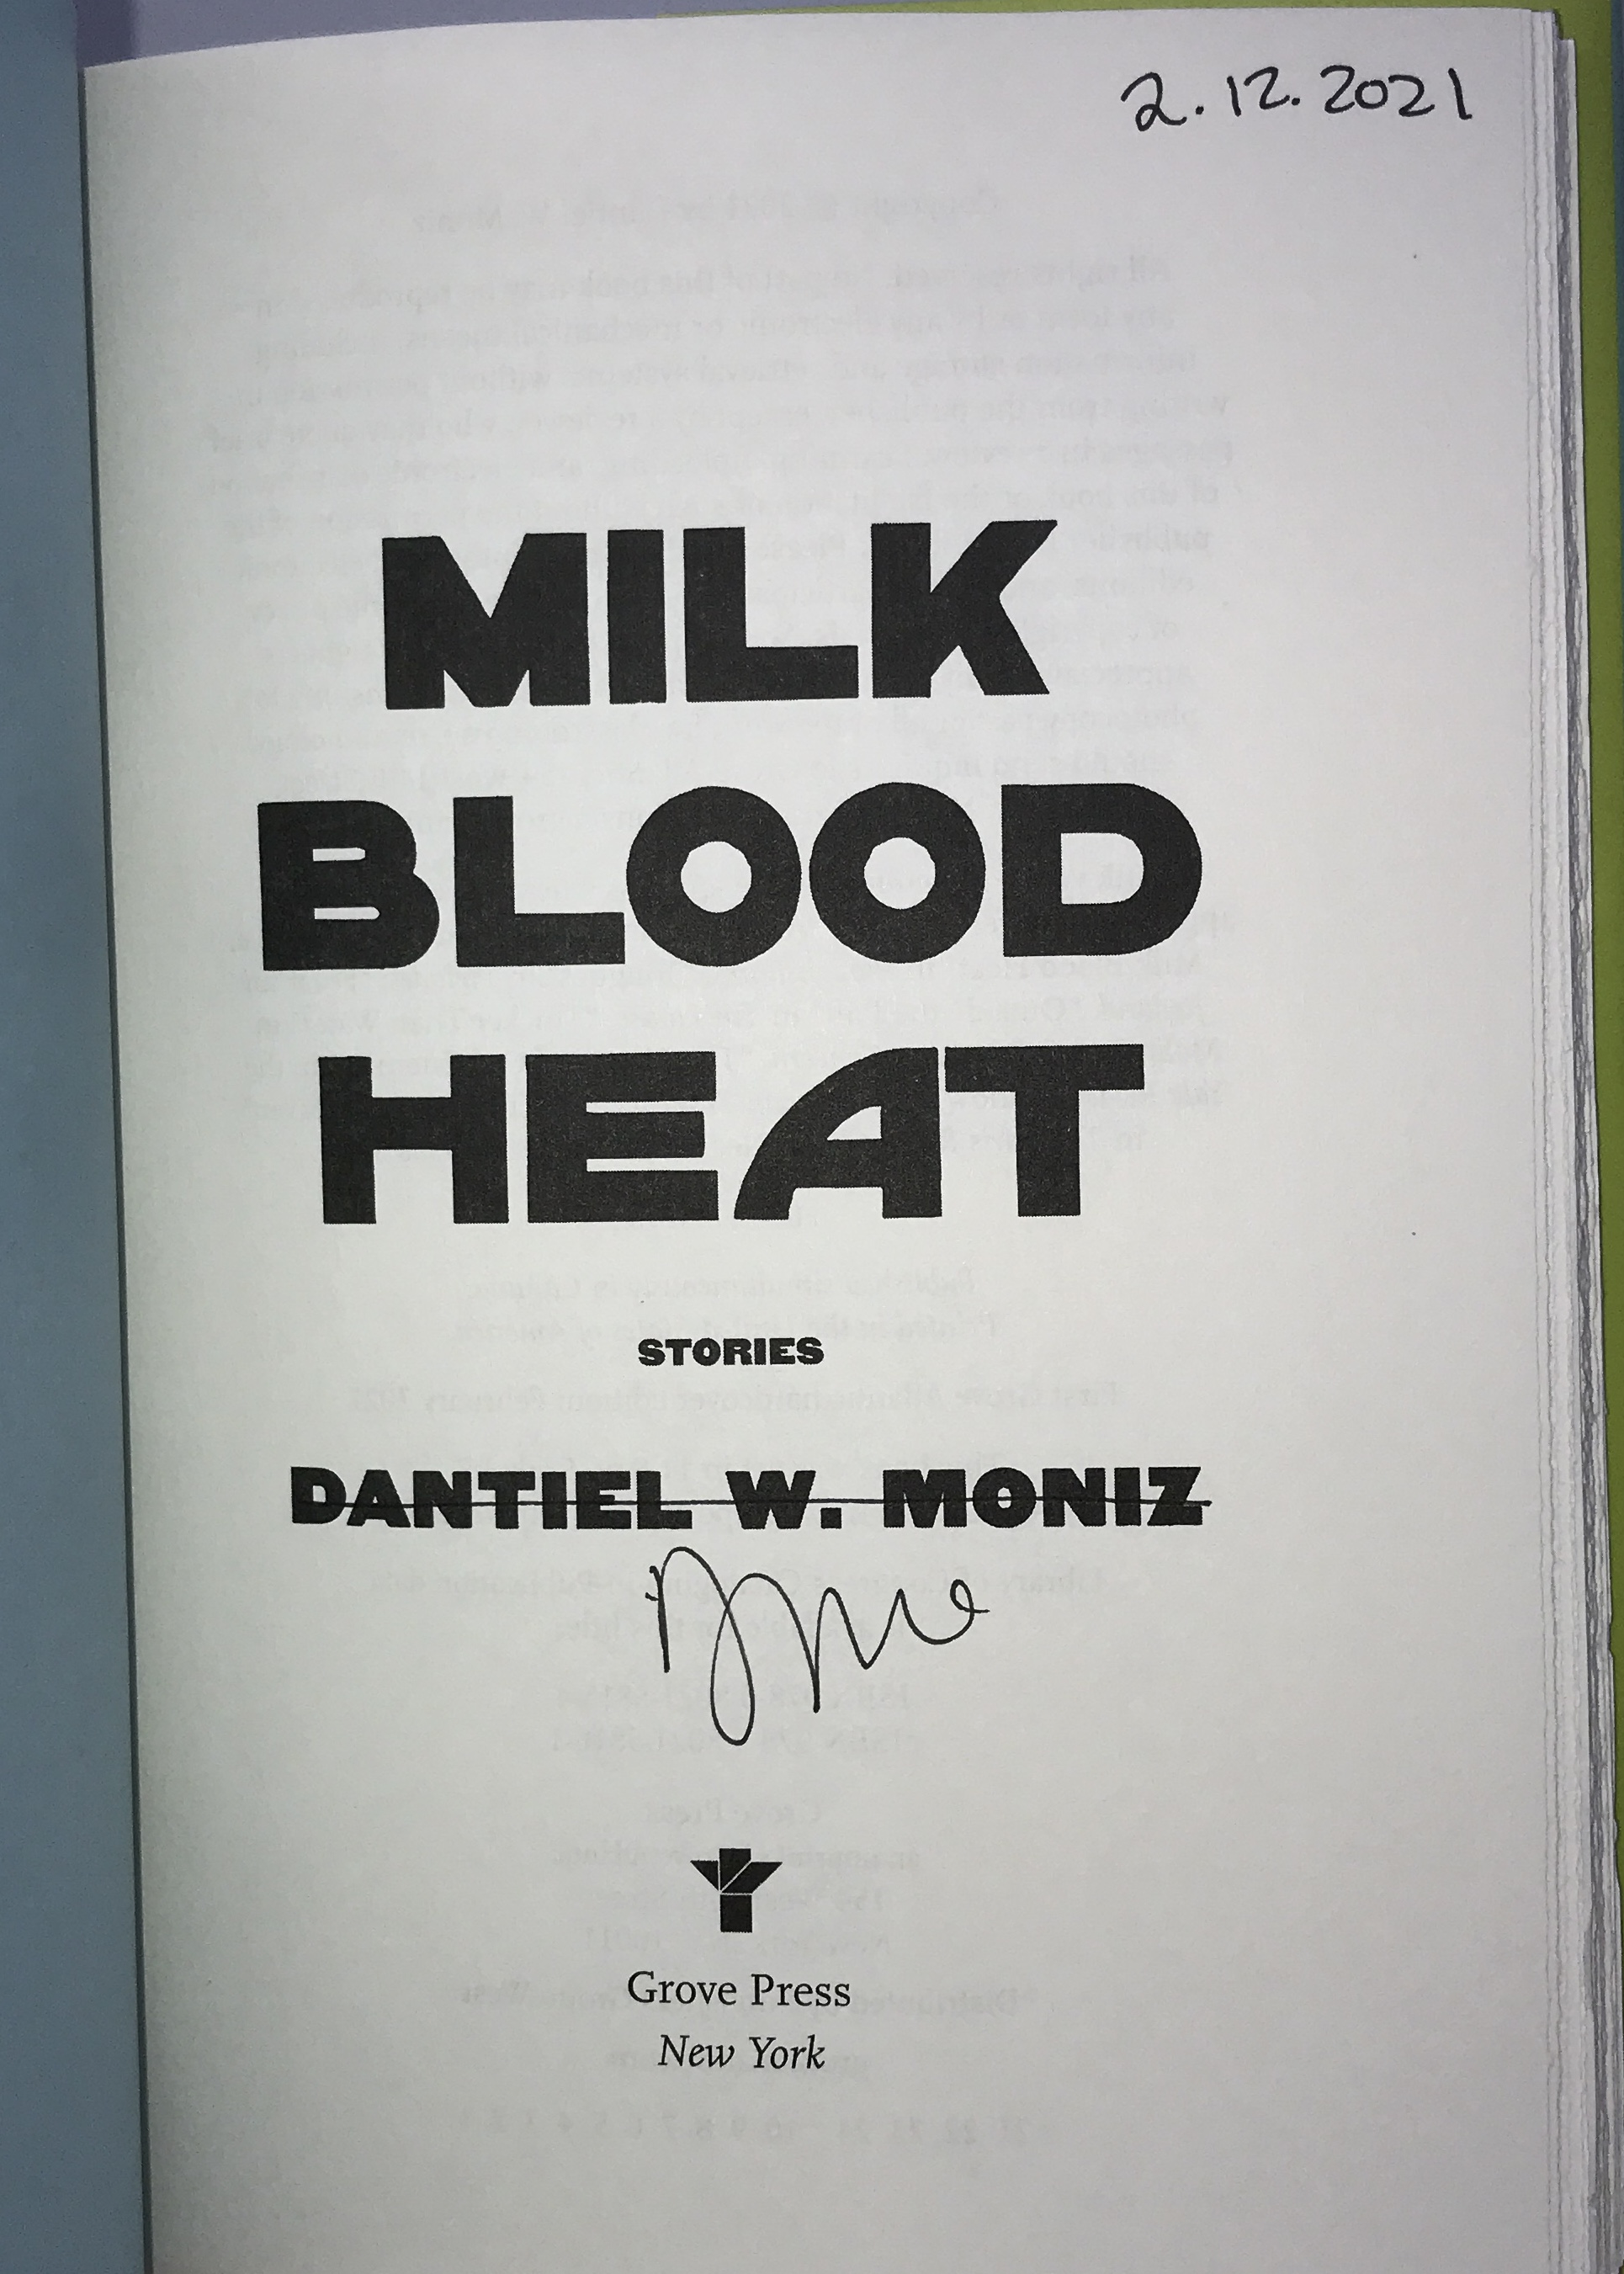 2.12.2021
MILK
BLOOD
HEAT
STORIES
DANTIEL W. MONIZ
Grove Press
New York